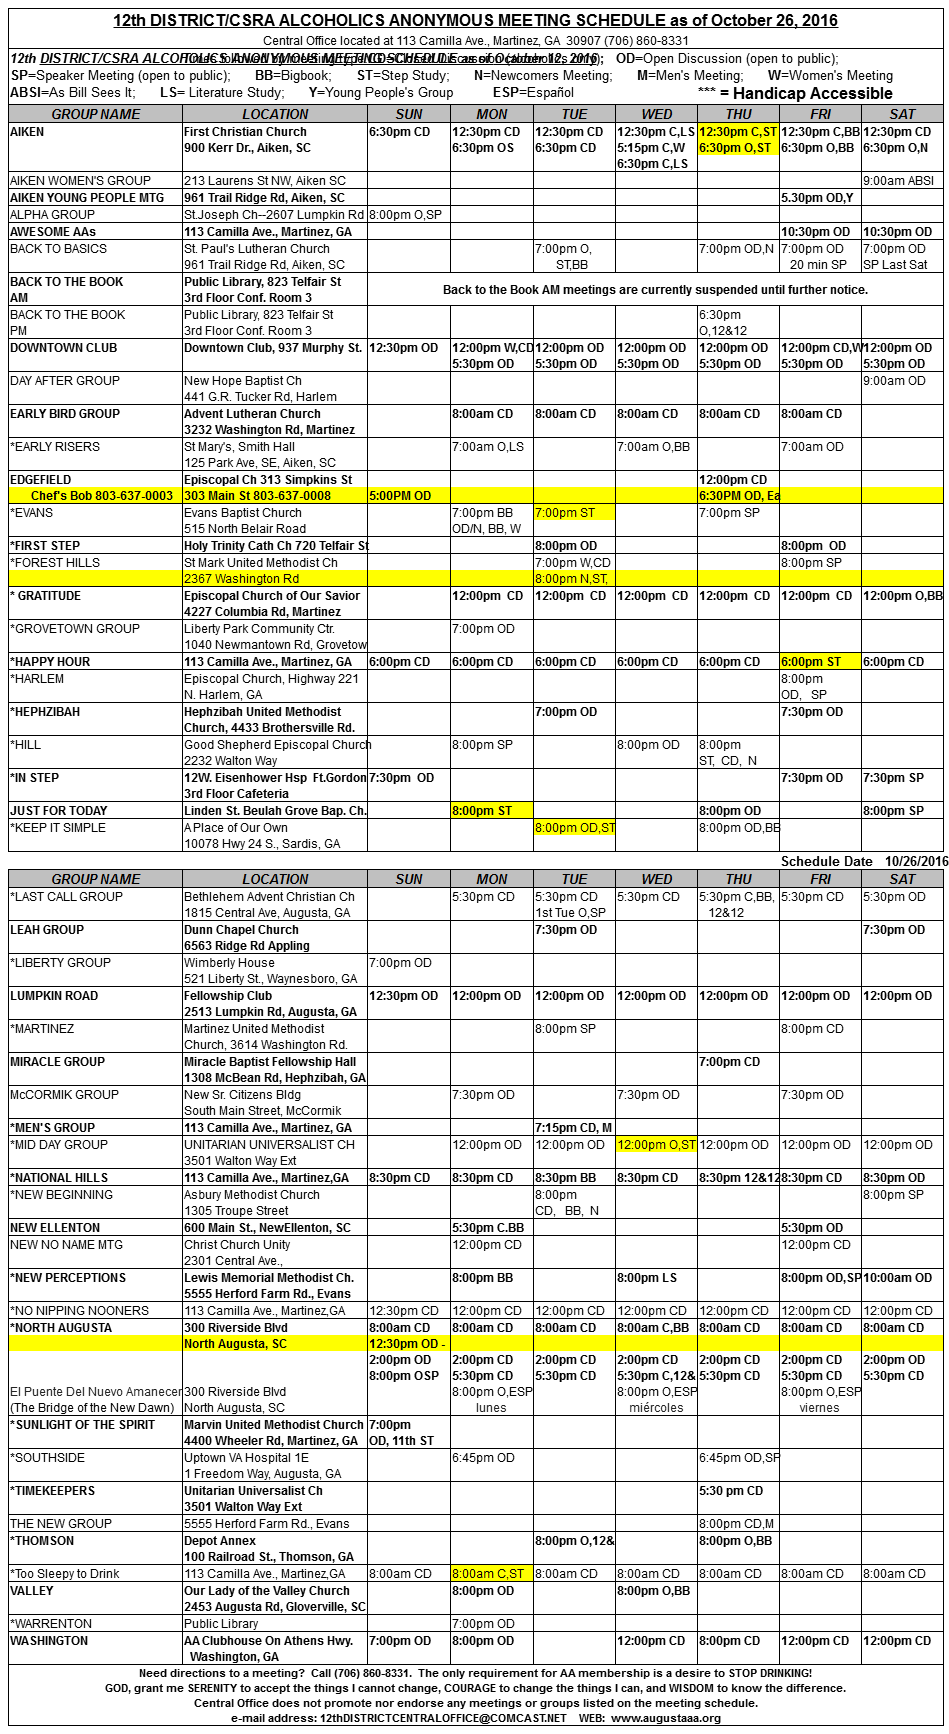 12th DISTRICT/CSRA ALCOHOLICS ANONYMOUS MEETING SCHEDULE as of October 26, 2016
Central Office located at 113 Camilla Ave., Martinez, GA  30907 (706) 860-8331
12th DISTRICT/CSRA ALCOHOLICS ANONYMOUS MEETING SCHEDULE as of October 12, 2016; OD=Open Discussion (open to public);
SP=Speaker Meeting (open to public); BB=Bigbook; ST=Step Study; N=Newcomers Meeting; M=Men's Meeting; W=Women's Meeting
ABSI=As Bill Sees It; LS= Literature Study; Y=Young People's Group ESP=Español *** = Handicap Accessible
GROUP NAME LOCATION SUN MON TUE WED THU FRI SAT
AIKEN First Christian Church 6:30pm CD 12:30pm CD 12:30pm CD 12:30pm C,LS 12:30pm C,ST 12:30pm C,BB 12:30pm CD
900 Kerr Dr., Aiken, SC 6:30pm OS 6:30pm CD 5:15pm C,W 6:30pm O,ST 6:30pm O,BB 6:30pm O,N
6:30pm C,LS
AIKEN WOMEN'S GROUP 213 Laurens St NW, Aiken SC 9:00am ABSI
AIKEN YOUNG PEOPLE MTG 961 Trail Ridge Rd, Aiken, SC 5.30pm OD,Y
ALPHA GROUP St.Joseph Ch--2607 Lumpkin Rd 8:00pm O,SP
AWESOME AAs 113 Camilla Ave., Martinez, GA 10:30pm OD 10:30pm OD
BACK TO BASICS St. Paul's Lutheran Church 7:00pm O, 7:00pm OD,N 7:00pm OD 7:00pm OD
961 Trail Ridge Rd, Aiken, SC ST,BB 20 min SP SP Last Sat
BACK TO THE BOOK Public Library, 823 Telfair St
AM 3rd Floor Conf. Room 3 Back to the Book AM meetings are currently suspended until further notice.
BACK TO THE BOOK Public Library, 823 Telfair St 6:30pm
PM 3rd Floor Conf. Room 3 O,12&12
DOWNTOWN CLUB Downtown Club, 937 Murphy St. 12:30pm OD 12:00pm W,CD 12:00pm OD 12:00pm OD 12:00pm OD 12:00pm CD,W 12:00pm OD
5:30pm OD 5:30pm OD 5:30pm OD 5:30pm OD 5:30pm OD 5:30pm OD
DAY AFTER GROUP New Hope Baptist Ch 9:00am OD
441 G.R. Tucker Rd, Harlem
EARLY BIRD GROUP Advent Lutheran Church 8:00am CD 8:00am CD 8:00am CD 8:00am CD 8:00am CD
3232 Washington Rd, Martinez
*EARLY RISERS St Mary's, Smith Hall 7:00am O,LS 7:00am O,BB 7:00am OD
125 Park Ave, SE, Aiken, SC
EDGEFIELD Episcopal Ch 313 Simpkins St 12:00pm CD
Chef's Bob 803-637-0003 303 Main St 803-637-0008 5:00PM OD 6:30PM OD, Ea
*EVANS Evans Baptist Church 7:00pm BB 7:00pm ST 7:00pm SP
515 North Belair Road OD/N, BB, W
*FIRST STEP Holy Trinity Cath Ch 720 Telfair St 8:00pm OD 8:00pm  OD
*FOREST HILLS St Mark United Methodist Ch 7:00pm W,CD 8:00pm SP
2367 Washington Rd 8:00pm N,ST,
* GRATITUDE Episcopal Church of Our Savior 12:00pm  CD 12:00pm  CD 12:00pm  CD 12:00pm  CD 12:00pm  CD 12:00pm O,BB
4227 Columbia Rd, Martinez
*GROVETOWN GROUP Liberty Park Community Ctr. 7:00pm OD
1040 Newmantown Rd, Grovetow
*HAPPY HOUR 113 Camilla Ave., Martinez, GA 6:00pm CD 6:00pm CD 6:00pm CD 6:00pm CD 6:00pm CD 6:00pm ST 6:00pm CD
*HARLEM Episcopal Church, Highway 221 8:00pm
N. Harlem, GA OD,  SP
*HEPHZIBAH Hephzibah United Methodist 7:00pm OD 7:30pm OD
Church, 4433 Brothersville Rd.
*HILL Good Shepherd Episcopal Church 8:00pm SP 8:00pm OD 8:00pm
2232 Walton Way ST,  CD,  N
*IN STEP 12W. Eisenhower Hsp  Ft.Gordon 7:30pm  OD 7:30pm OD 7:30pm SP
3rd Floor Cafeteria
JUST FOR TODAY Linden St. Beulah Grove Bap. Ch. 8:00pm ST 8:00pm OD 8:00pm SP
*KEEP IT SIMPLE A Place of Our Own 8:00pm OD,ST 8:00pm OD,BB
10078 Hwy 24 S., Sardis, GA
Schedule Date 10/26/2016
GROUP NAME LOCATION SUN MON TUE WED THU FRI SAT
*LAST CALL GROUP Bethlehem Advent Christian Ch 5:30pm CD 5:30pm CD 5:30pm CD 5:30pm C,BB, 5:30pm CD 5:30pm OD
1815 Central Ave, Augusta, GA 1st Tue O,SP 12&12
LEAH GROUP Dunn Chapel Church 7:30pm OD 7:30pm OD
6563 Ridge Rd Appling
*LIBERTY GROUP Wimberly House 7:00pm OD
521 Liberty St., Waynesboro, GA
LUMPKIN ROAD Fellowship Club 12:30pm OD 12:00pm OD 12:00pm OD 12:00pm OD 12:00pm OD 12:00pm OD 12:00pm OD
2513 Lumpkin Rd, Augusta, GA
*MARTINEZ Martinez United Methodist 8:00pm SP 8:00pm CD
Church, 3614 Washington Rd.
MIRACLE GROUP Miracle Baptist Fellowship Hall 7:00pm CD
1308 McBean Rd, Hephzibah, GA
McCORMIK GROUP New Sr. Citizens Bldg 7:30pm OD 7:30pm OD 7:30pm OD
South Main Street, McCormik
*MEN'S GROUP 113 Camilla Ave., Martinez, GA 7:15pm CD, M
*MID DAY GROUP UNITARIAN UNIVERSALIST CH 12:00pm OD 12:00pm OD 12:00pm O,ST 12:00pm OD 12:00pm OD 12:00pm OD
3501 Walton Way Ext
*NATIONAL HILLS 113 Camilla Ave., Martinez,GA 8:30pm CD 8:30pm CD 8:30pm BB 8:30pm CD 8:30pm 12&12 8:30pm CD 8:30pm OD
*NEW BEGINNING Asbury Methodist Church 8:00pm 8:00pm SP
1305 Troupe Street CD,  BB,  N
NEW ELLENTON 600 Main St., NewEllenton, SC 5:30pm C.BB 5:30pm OD
NEW NO NAME MTG Christ Church Unity 12:00pm CD 12:00pm CD
2301 Central Ave.,
*NEW PERCEPTIONS Lewis Memorial Methodist Ch. 8:00pm BB 8:00pm LS 8:00pm OD,SP 10:00am OD
5555 Herford Farm Rd., Evans
*NO NIPPING NOONERS 113 Camilla Ave., Martinez,GA 12:30pm CD 12:00pm CD 12:00pm CD 12:00pm CD 12:00pm CD 12:00pm CD 12:00pm CD
*NORTH AUGUSTA 300 Riverside Blvd 8:00am CD 8:00am CD 8:00am CD 8:00am C,BB 8:00am CD 8:00am CD 8:00am CD
North Augusta, SC 12:30pm OD -
2:00pm OD 2:00pm CD 2:00pm CD 2:00pm CD 2:00pm CD 2:00pm CD 2:00pm OD
8:00pm OSP 5:30pm CD 5:30pm CD 5:30pm C,12& 5:30pm CD 5:30pm CD 5:30pm CD
El Puente Del Nuevo Amanecer 300 Riverside Blvd 8:00pm O,ESP 8:00pm O,ESP 8:00pm O,ESP
(The Bridge of the New Dawn) North Augusta, SC lunes miércoles viernes
*SUNLIGHT OF THE SPIRIT Marvin United Methodist Church 7:00pm
4400 Wheeler Rd, Martinez, GA OD, 11th ST
*SOUTHSIDE Uptown VA Hospital 1E 6:45pm OD 6:45pm OD,SP
1 Freedom Way, Augusta, GA
*TIMEKEEPERS Unitarian Universalist Ch 5:30 pm CD
3501 Walton Way Ext
THE NEW GROUP 5555 Herford Farm Rd., Evans 8:00pm CD,M
*THOMSON Depot Annex 8:00pm O,12& 8:00pm O,BB
100 Railroad St., Thomson, GA
*Too Sleepy to Drink 113 Camilla Ave., Martinez,GA 8:00am CD 8:00am C,ST 8:00am CD 8:00am CD 8:00am CD 8:00am CD 8:00am CD
VALLEY Our Lady of the Valley Church 8:00pm OD 8:00pm O,BB
2453 Augusta Rd, Gloverville, SC
*WARRENTON Public Library 7:00pm OD
WASHINGTON AA Clubhouse On Athens Hwy. 7:00pm OD 8:00pm OD 12:00pm CD 8:00pm CD 12:00pm CD 12:00pm CD
Washington, GA
Need directions to a meeting?  Call (706) 860-8331.  The only requirement for AA membership is a desire to STOP DRINKING!
GOD, grant me SERENITY to accept the things I cannot change, COURAGE to change the things I can, and WISDOM to know the difference.
Central Office does not promote nor endorse any meetings or groups listed on the meeting schedule.
e-mail address: 12thDISTRICTCENTRALOFFICE@COMCAST.NET WEB: www.augustaaa.org